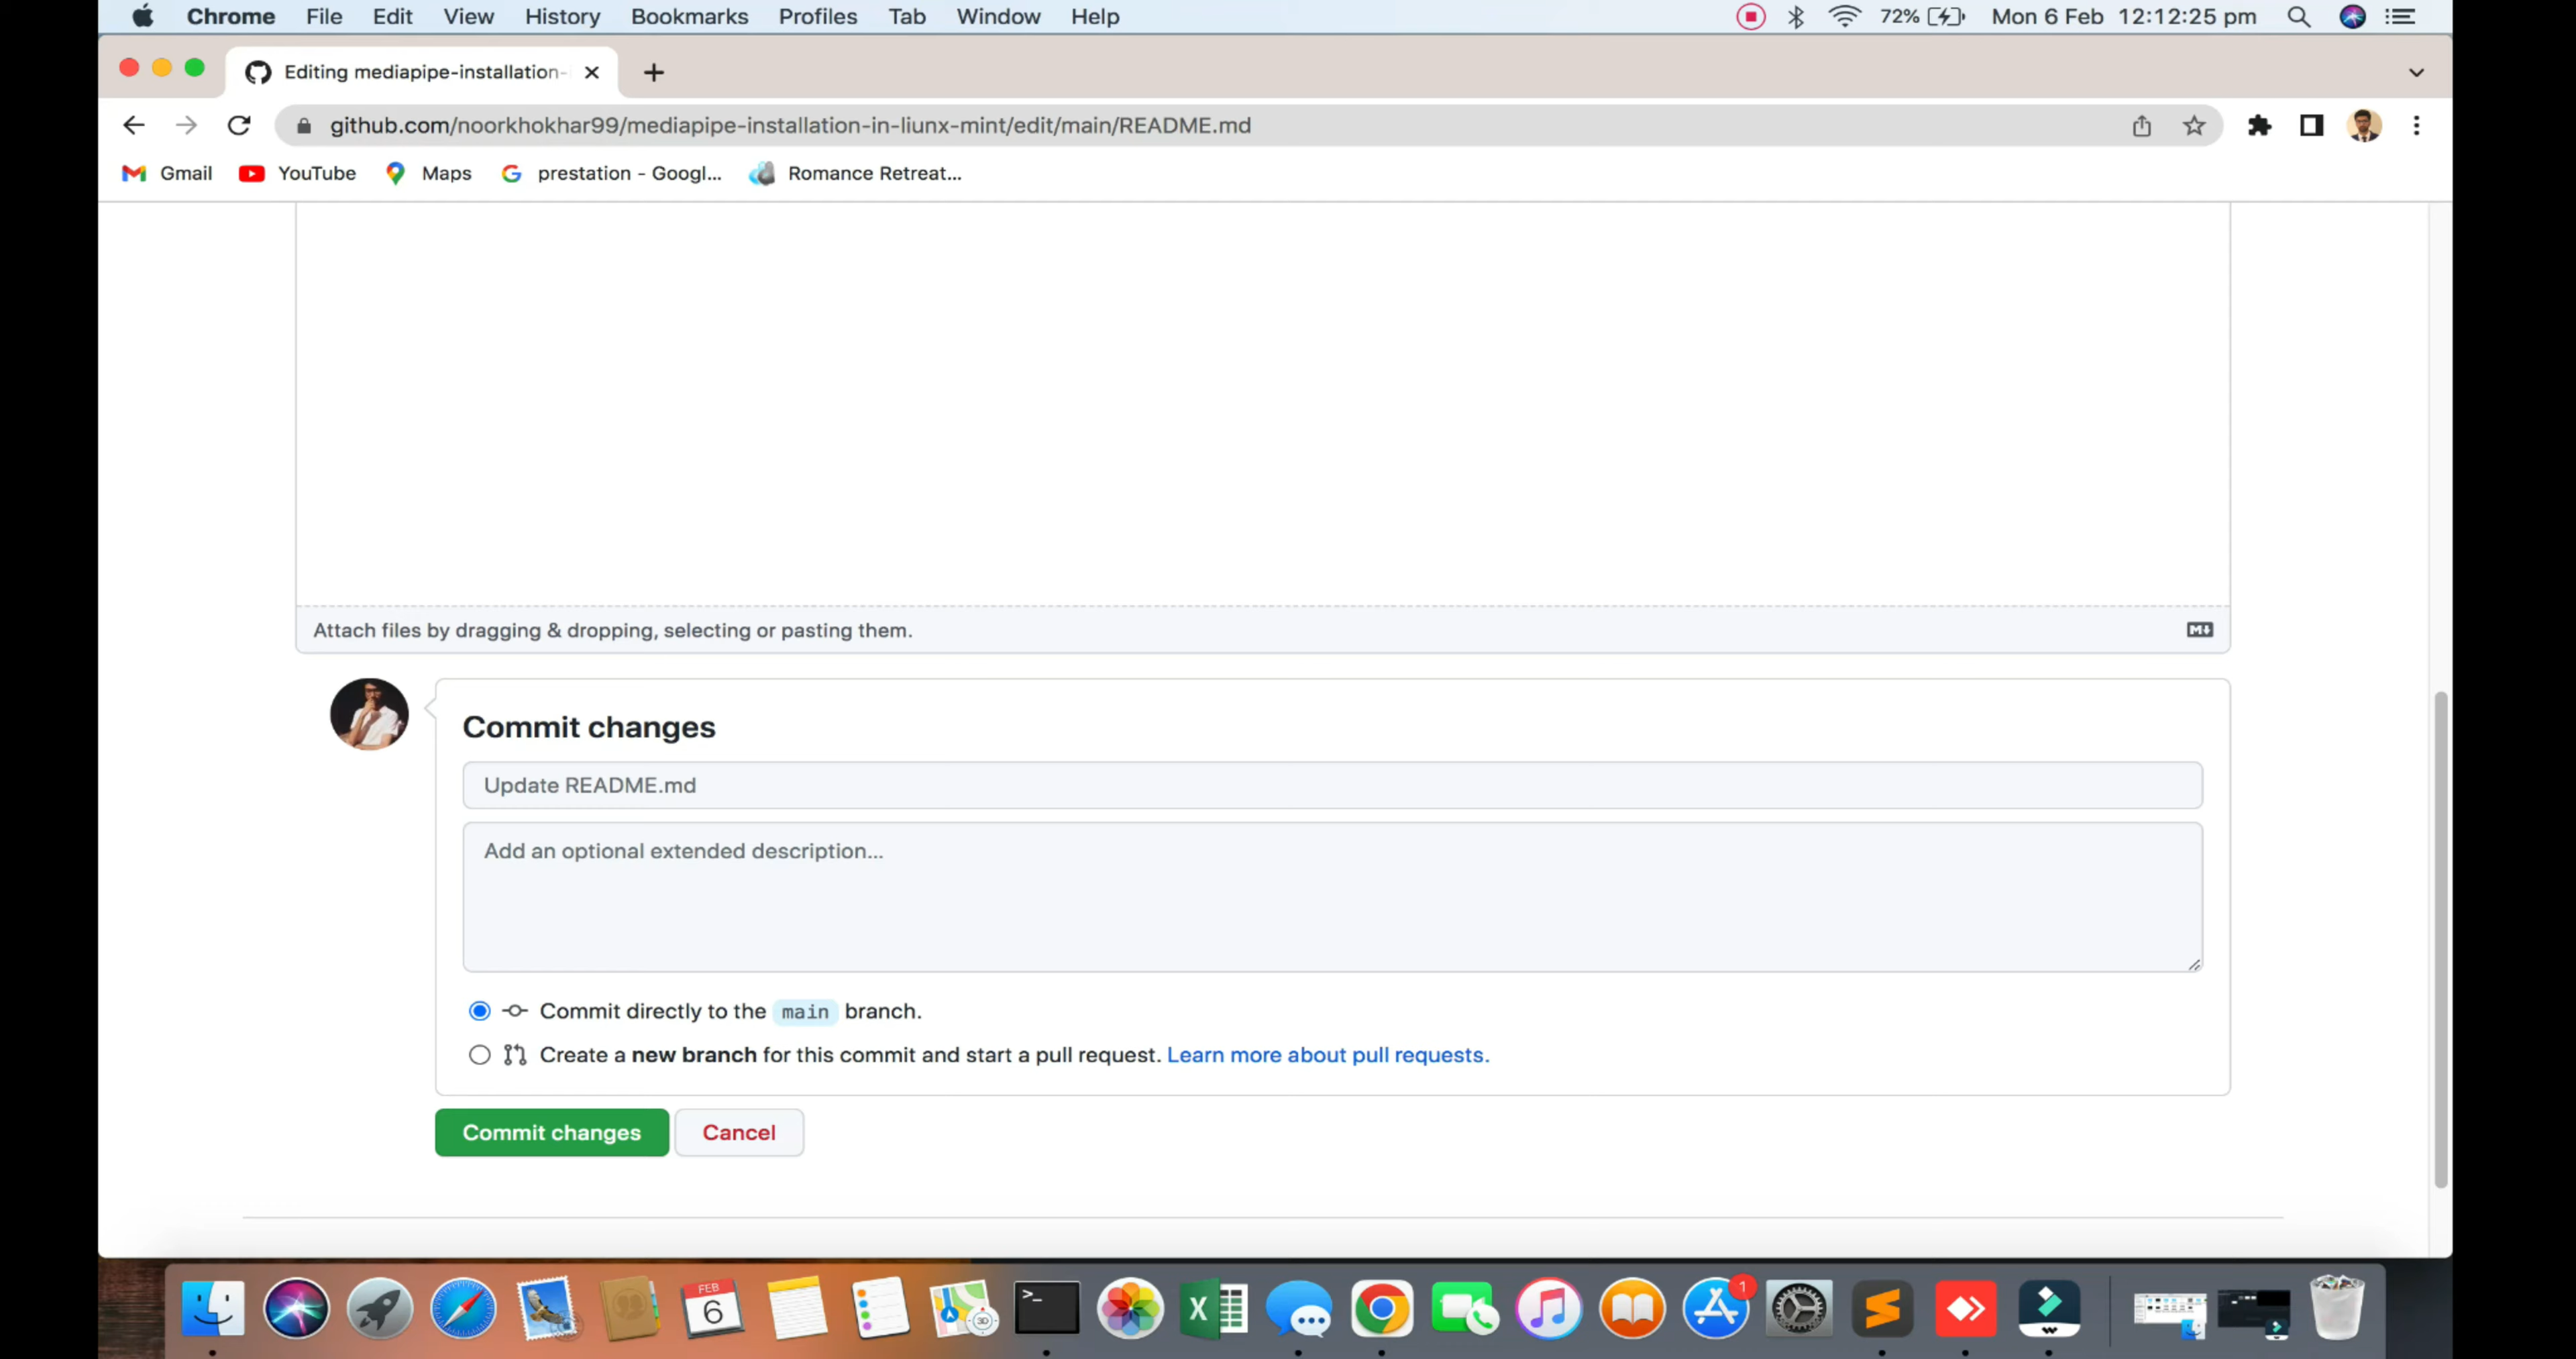 Chrome File Edit View History Bookmarks Profiles Tab Window Help 72% Mon 6 Feb 12:12:25 pm
Editing mediapipe-installation-
github.com/noorkhokhar99/mediapipe-installation-in-liunx-mint/edit/main/README.md
Gmail YouTube Maps prestation - Googl... Romance Retreat...
Attach files by dragging & dropping, selecting or pasting them.
Commit changes
Update README.md
Add an optional extended description...
Commit directly to the main branch.
Create a new branch for this commit and start a pull request. Learn more about pull requests.
Commit changes Cancel
FEB
6
3D
>_
X
1